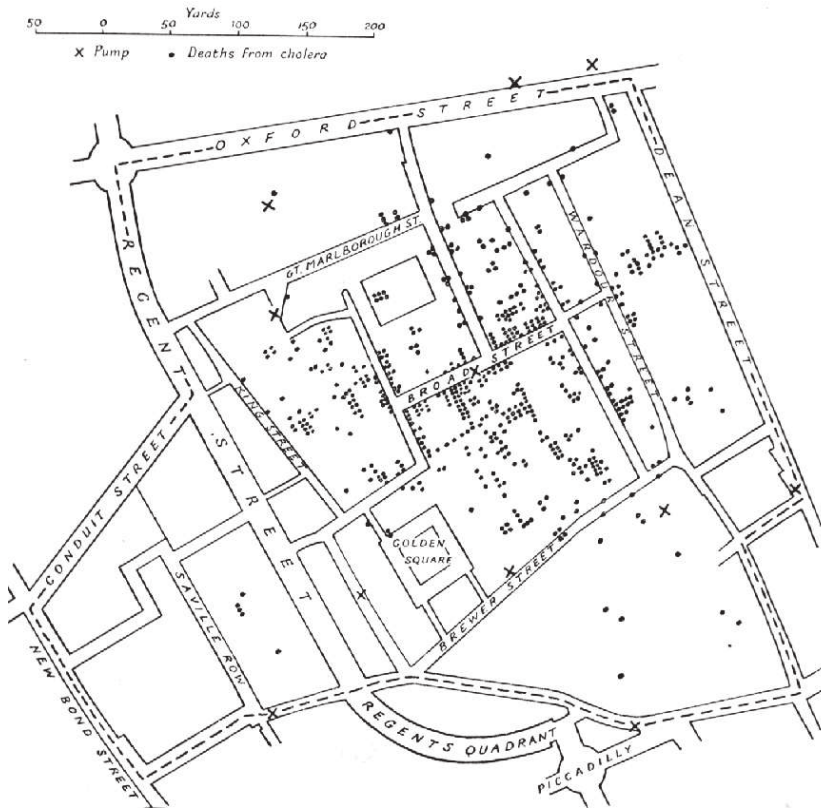 Yards
50 0 50 100 150 200
x Pump • Deaths from cholera
OXFORD STREET
REGENT STREET
DEAN STREET
GT. MARLBOROUGH ST.
WARDOUR STREET
BROAD STREET
KING STREET
CONDUIT STREET
GOLDEN
SQUARE
BREWER STREET
SAVILLE ROW
NEW BOND STREET
REGENTS QUADRANT
PICCADILLY